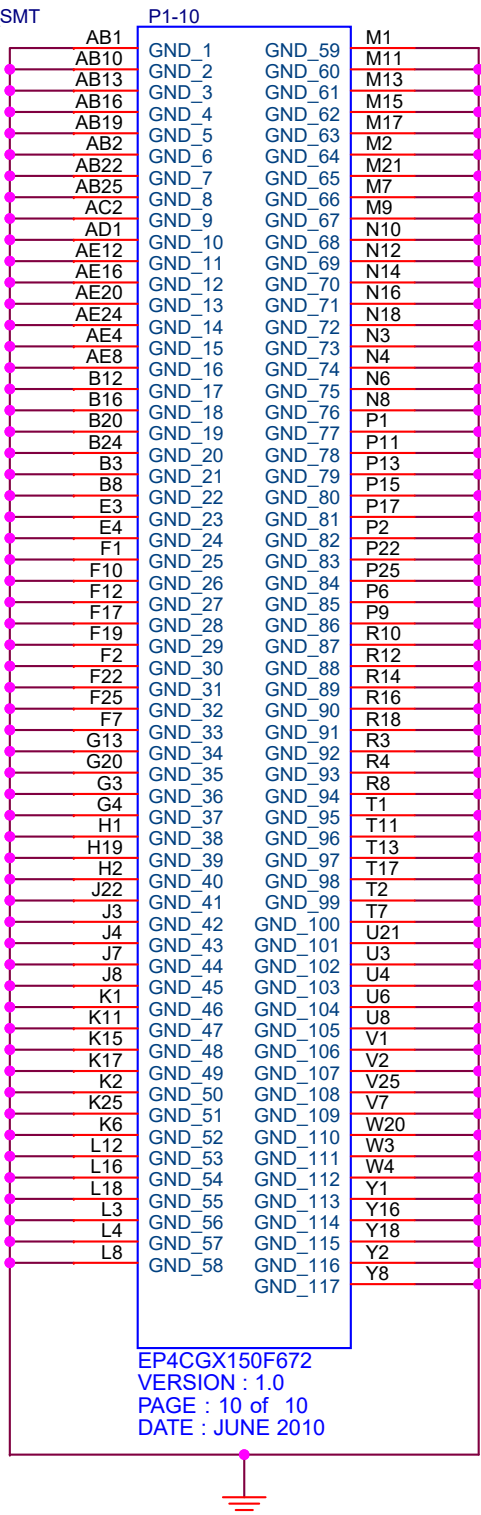 SMT P1-10
AB1 GND_1 GND_59 M1
AB10 GND_2 GND_60 M11
AB13 GND_3 GND_61 M13
AB16 GND_4 GND_62 M15
AB19 GND_5 GND_63 M17
AB2 GND_6 GND_64 M2
AB22 GND_7 GND_65 M21
AB25 GND_8 GND_66 M7
AC2 GND_9 GND_67 M9
AD1 GND_10 GND_68 N10
AE12 GND_11 GND_69 N12
AE16 GND_12 GND_70 N14
AE20 GND_13 GND_71 N16
AE24 GND_14 GND_72 N18
AE4 GND_15 GND_73 N3
AE8 GND_16 GND_74 N4
B12 GND_17 GND_75 N6
B16 GND_18 GND_76 N8
B20 GND_19 GND_77 P1
B24 GND_20 GND_78 P11
B3 GND_21 GND_79 P13
B8 GND_22 GND_80 P15
E3 GND_23 GND_81 P17
E4 GND_24 GND_82 P2
F1 GND_25 GND_83 P22
F10 GND_26 GND_84 P25
F12 GND_27 GND_85 P6
F17 GND_28 GND_86 P9
F19 GND_29 GND_87 R10
F2 GND_30 GND_88 R12
F22 GND_31 GND_89 R14
F25 GND_32 GND_90 R16
F7 GND_33 GND_91 R18
G13 GND_34 GND_92 R3
G20 GND_35 GND_93 R4
G3 GND_36 GND_94 R8
G4 GND_37 GND_95 T1
H1 GND_38 GND_96 T11
H19 GND_39 GND_97 T13
H2 GND_40 GND_98 T17
J22 GND_41 GND_99 T2
J3 GND_42 GND_100 T7
J4 GND_43 GND_101 U21
J7 GND_44 GND_102 U3
J8 GND_45 GND_103 U4
K1 GND_46 GND_104 U6
K11 GND_47 GND_105 U8
K15 GND_48 GND_106 V1
K17 GND_49 GND_107 V2
K2 GND_50 GND_108 V25
K25 GND_51 GND_109 V7
K6 GND_52 GND_110 W20
L12 GND_53 GND_111 W3
L16 GND_54 GND_112 W4
L18 GND_55 GND_113 Y1
L3 GND_56 GND_114 Y16
L4 GND_57 GND_115 Y18
L8 GND_58 GND_116 Y2
GND_117 Y8
EP4CGX150F672
VERSION : 1.0
PAGE : 10 of 10
DATE : JUNE 2010